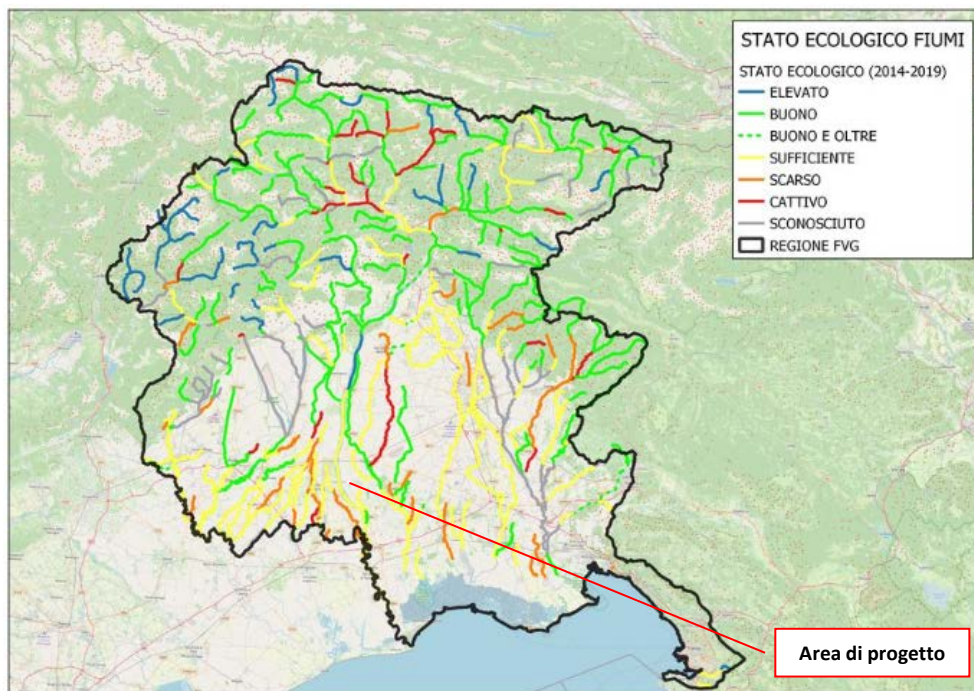 STATO ECOLOGICO FIUMI
STATO ECOLOGICO (2014-2019)
ELEVATO
BUONO
BUONO E OLTRE
SUFFICIENTE
SCARSO
CATTIVO
SCONOSCIUTO
REGIONE FVG
Area di progetto